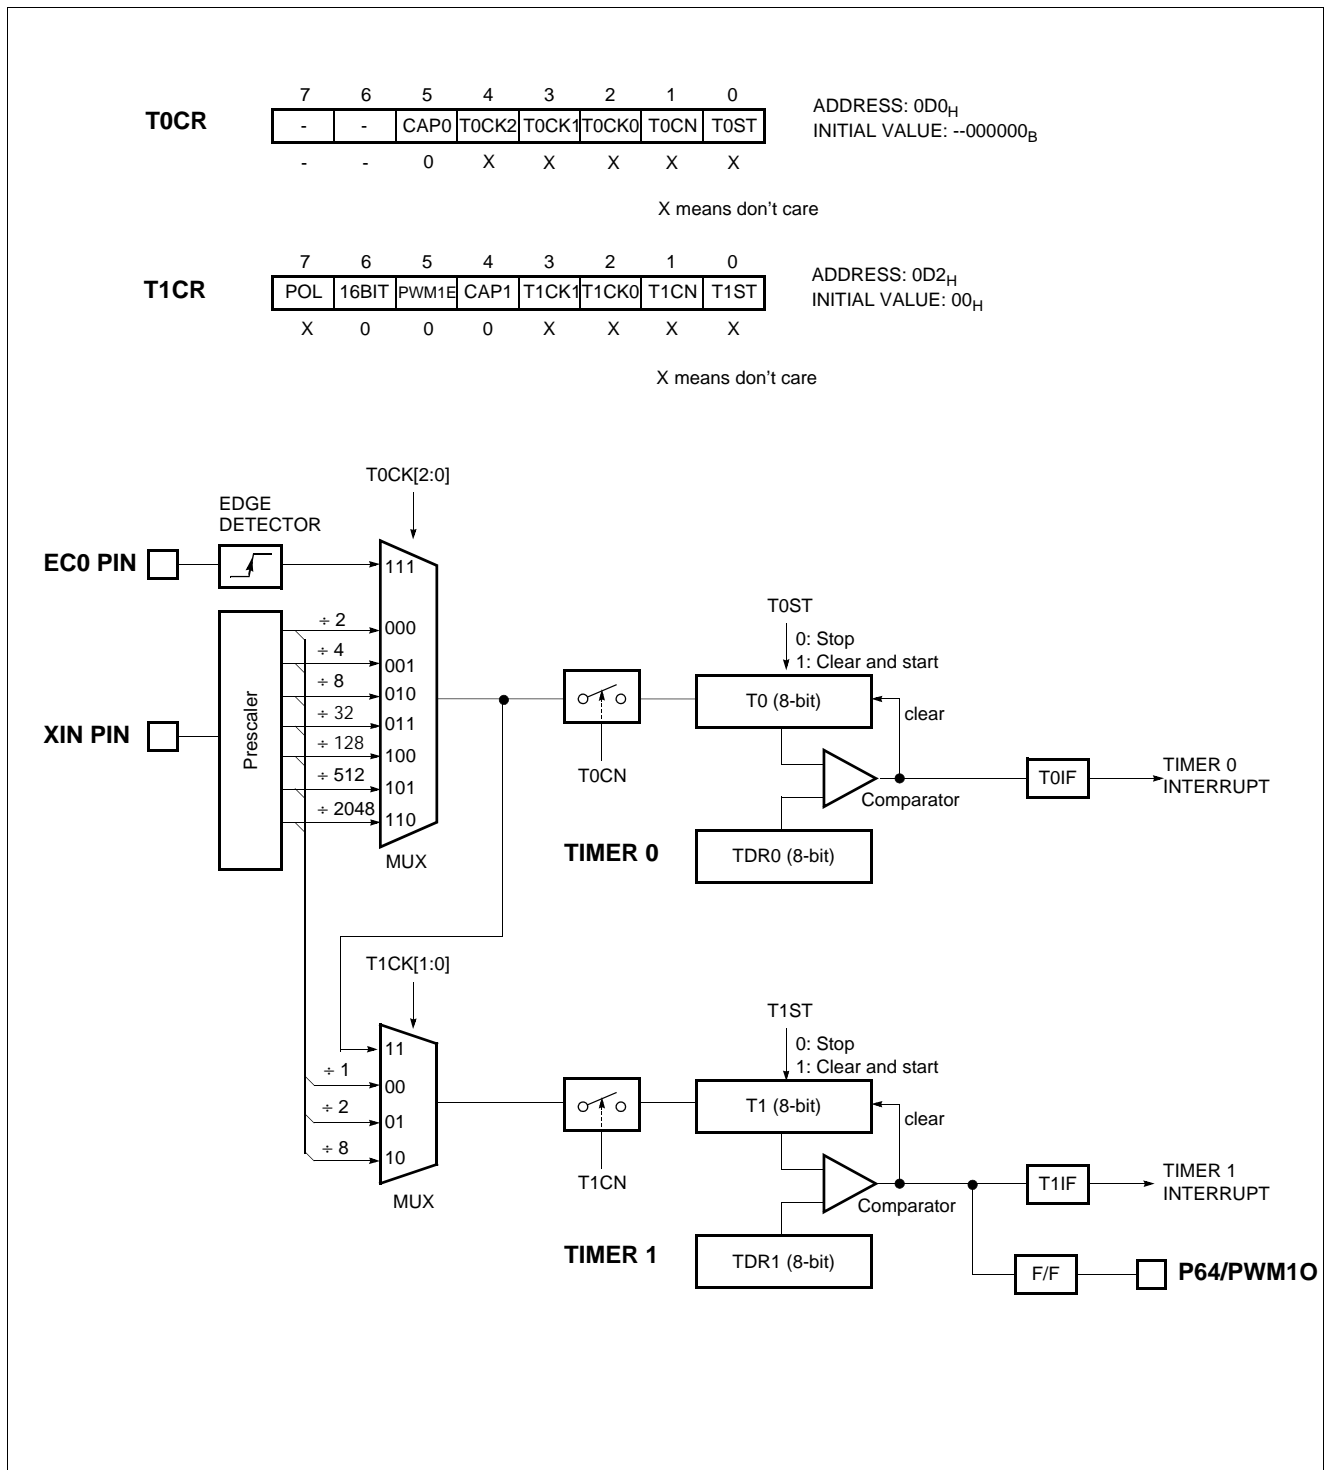 7 6 5 4 3 2 1 0
T0CR - - CAP0 T0CK2 T0CK1 T0CK0 T0CN T0ST
- - 0 X X X X X
ADDRESS: 0D0H
INITIAL VALUE: --000000B
X means don't care
7 6 5 4 3 2 1 0
T1CR POL 16BIT PWM1E CAP1 T1CK1 T1CK0 T1CN T1ST
X 0 0 0 X X X X
ADDRESS: 0D2H
INITIAL VALUE: 00H
X means don't care
T0CK[2:0]
EDGE
DETECTOR
EC0 PIN
111
÷ 2
000
÷ 4
001
÷ 8
010
÷ 32
011
÷ 128
100
÷ 512
101
÷ 2048
110
XIN PIN
Prescaler
MUX
T0CN
T0ST
0: Stop
1: Clear and start
T0 (8-bit)
clear
Comparator
T0IF
TIMER 0
INTERRUPT
TIMER 0
TDR0 (8-bit)
T1CK[1:0]
11
÷ 1
00
÷ 2
01
÷ 8
10
MUX
T1CN
T1ST
0: Stop
1: Clear and start
T1 (8-bit)
clear
Comparator
T1IF
TIMER 1
INTERRUPT
TIMER 1
TDR1 (8-bit)
F/F
P64/PWM1O